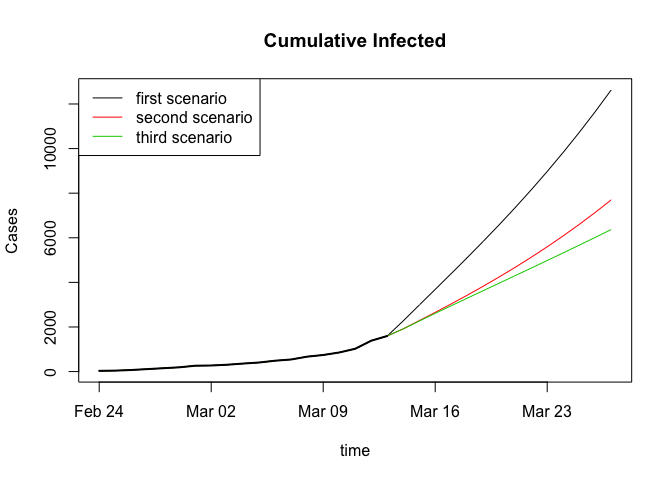 Cumulative Infected
first scenario
second scenario
third scenario
10000
6000
2000
0
Cases
Feb 24 Mar 02 Mar 09 Mar 16 Mar 23
time